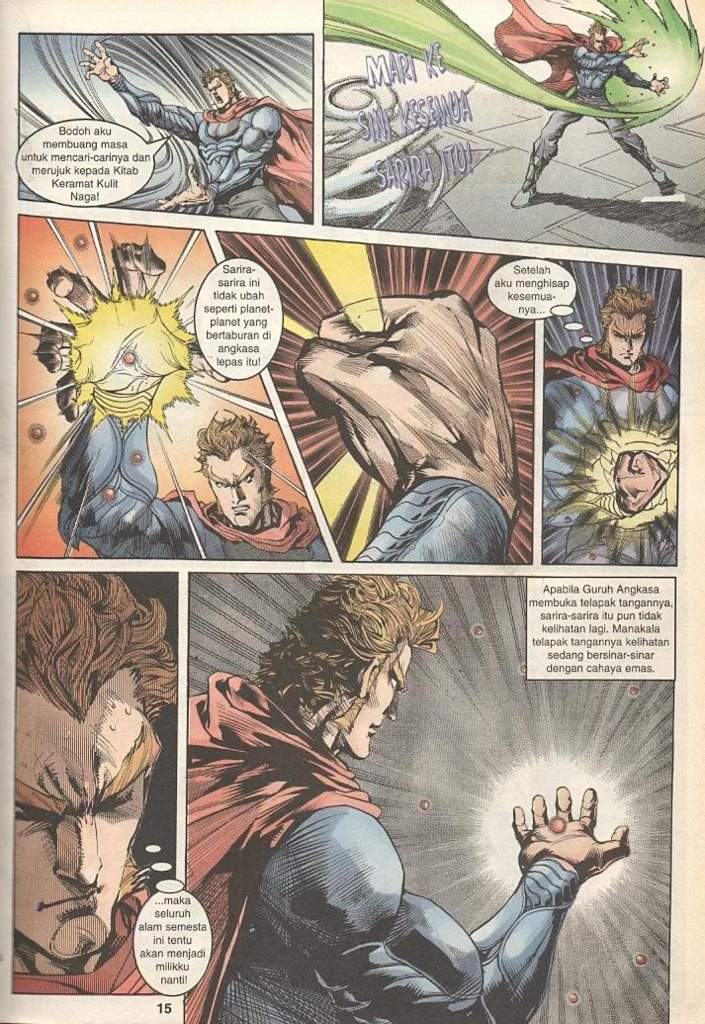 Bodoh aku
membuang masa
untuk mencari-carinya dan
merujuk kepada Kitab
Keramat Kulit
Naga!
MARI KE
SINI KESEMUA
SARIRA ITU!
Sarira-
sarira ini
tidak ubah
seperti planet-
planet yang
bertaburan di
angkasa
lepas itu!
Setelah
aku menghisap
kesemua-
nya...
...maka
seluruh
alam semesta
ini tentu
akan menjadi
milikku
nanti!
Apabila Guruh Angkasa
membuka telapak tangannya,
sarira-sarira itu pun tidak
kelihatan lagi. Manakala
telapak tangannya kelihatan
sedang bersinar-sinar
dengan cahaya emas.
15